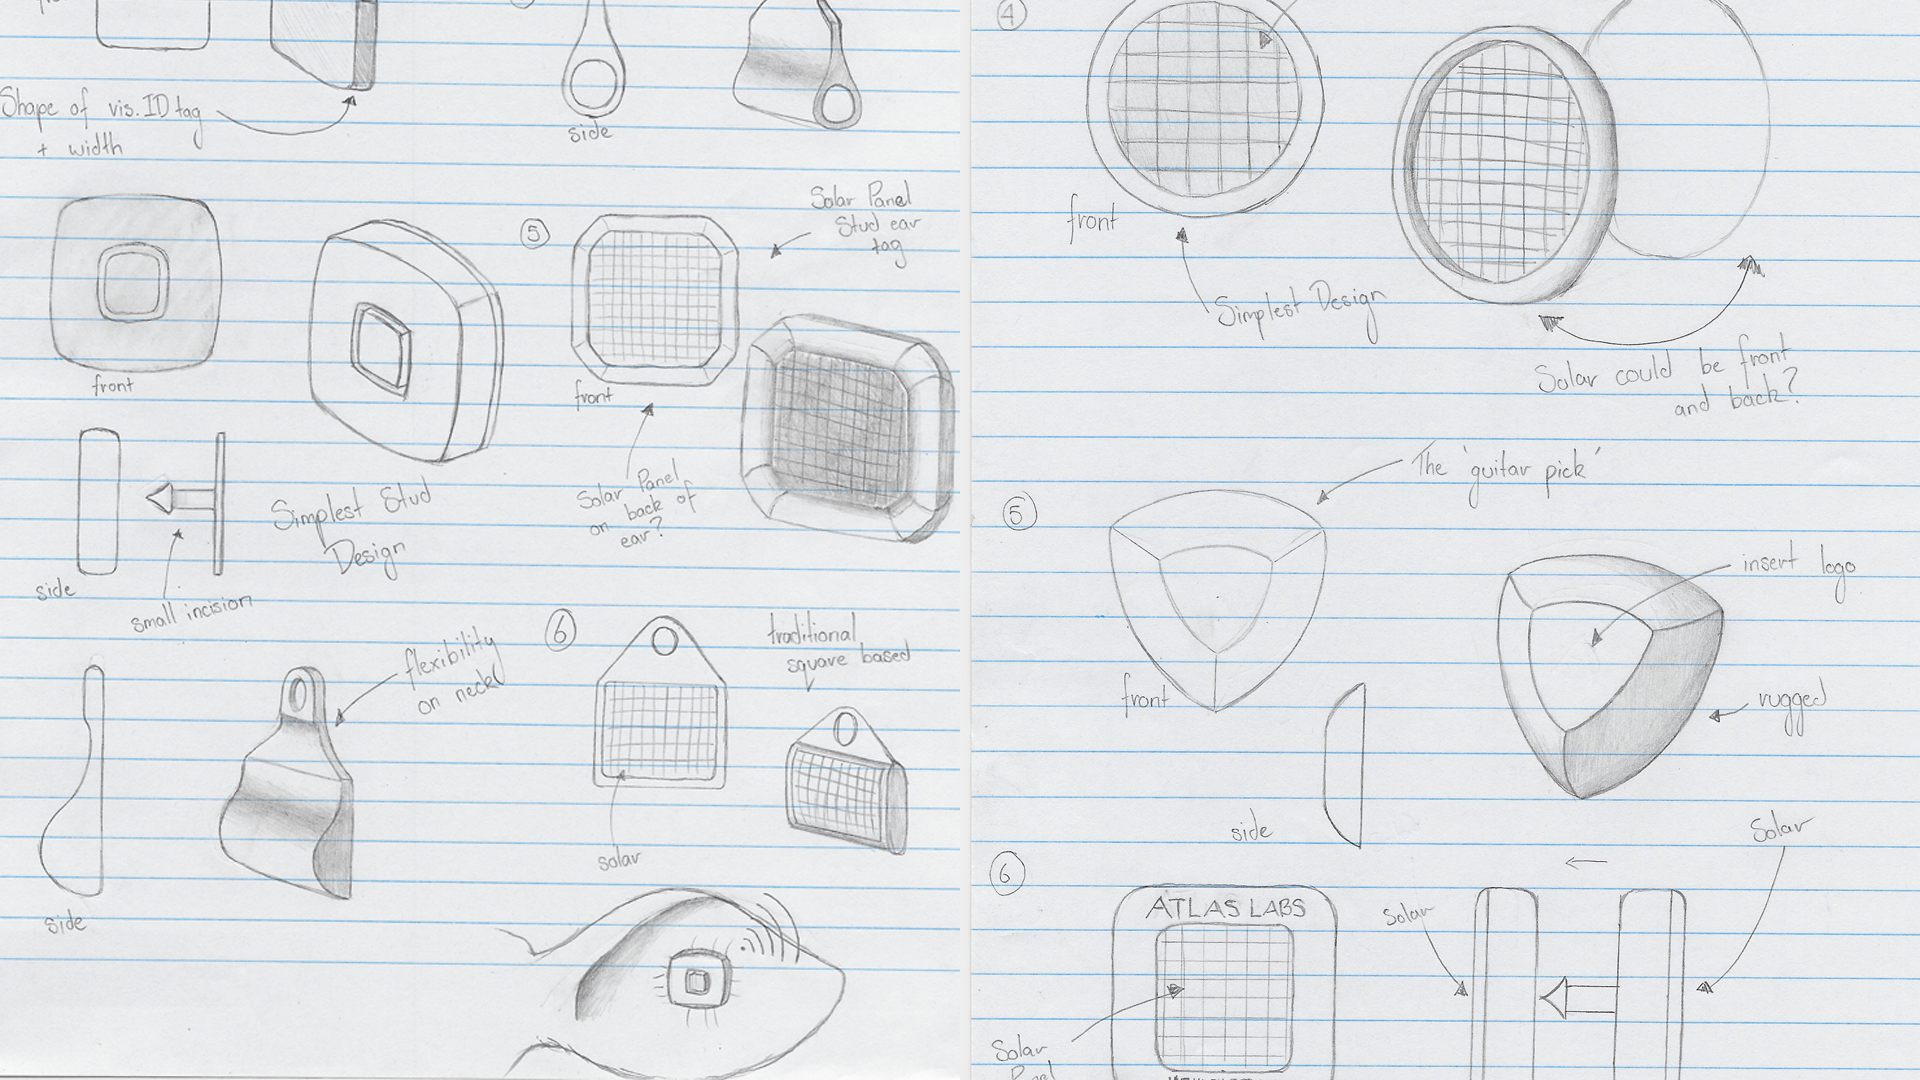 Shape of vis. ID tag
+ width
side
front
side
small incision
Simplest Stud
Design
5
front
Solar Panel
Stud ear
tag
Solar Panel
on back of
ear?
side
flexibility
on neck
6
solar
traditional
square based
4
front
Simplest Design
Solar could be front
and back?
5
The 'guitar pick'
front
side
insert logo
rugged
6
ATLAS LABS
Solar
Panel
Solar
Solar